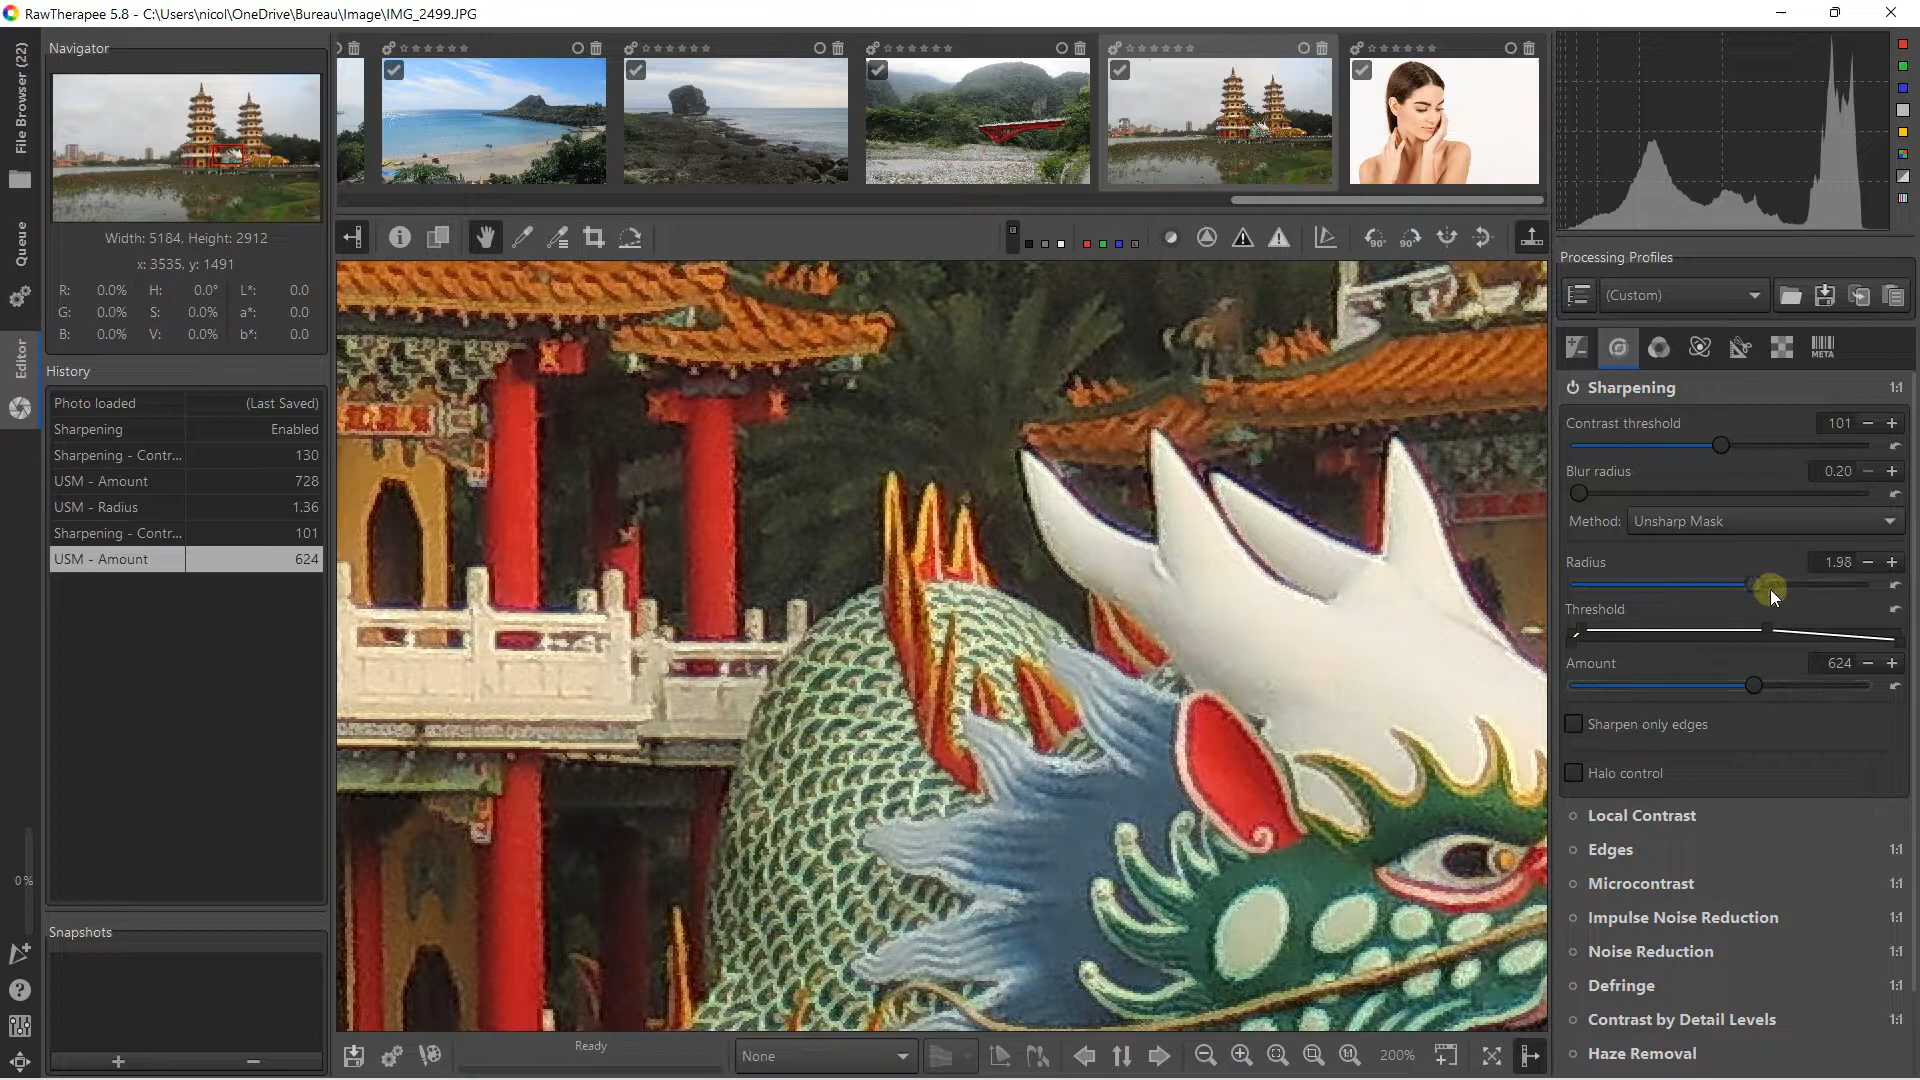 RawTherapee 5.8 - C:\Users\nicol\OneDrive\Bureau\Image\IMG_2499.JPG
File Browser (22)
Queue
Editor
0 %
Navigator
Width: 5184, Height: 2912
x: 3535, y: 1491
R: 0.0% H: 0.0° L*: 0.0
G: 0.0% S: 0.0% a*: 0.0
B: 0.0% V: 0.0% b*: 0.0
History
Photo loaded (Last Saved)
Sharpening Enabled
Sharpening - Contr... 130
USM - Amount 728
USM - Radius 1.36
Sharpening - Contr... 101
USM - Amount 624
Snapshots
90° 90°
Ready
None
200%
1:1
Processing Profiles
(Custom)
META
Sharpening 1:1
Contrast threshold 101
Blur radius 0.20
Method: Unsharp Mask
Radius 1.98
Threshold
Amount 624
Sharpen only edges
Halo control
Local Contrast
Edges 1:1
Microcontrast 1:1
Impulse Noise Reduction 1:1
Noise Reduction 1:1
Defringe 1:1
Contrast by Detail Levels 1:1
Haze Removal